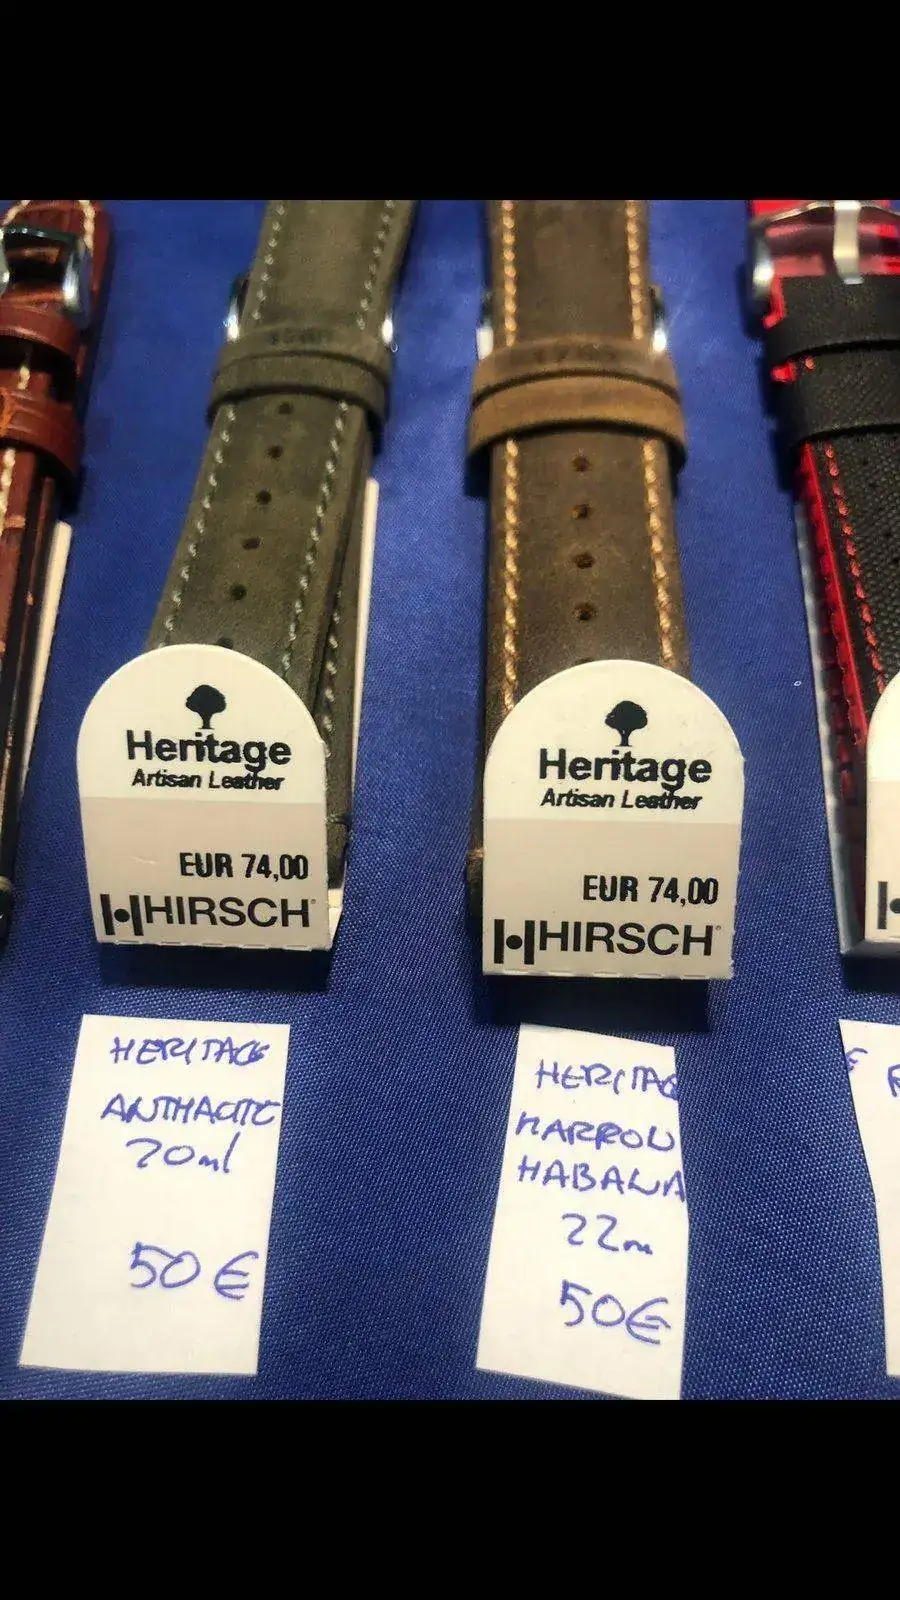 Heritage
Artisan Leather
EUR 74,00
HIRSCH
Heritage
Artisan Leather
EUR 74,00
HIRSCH
HERITAGE
ANTHACITE
20ml
50 €
HERITAG
MARRON
HABANA
22m
50€
€